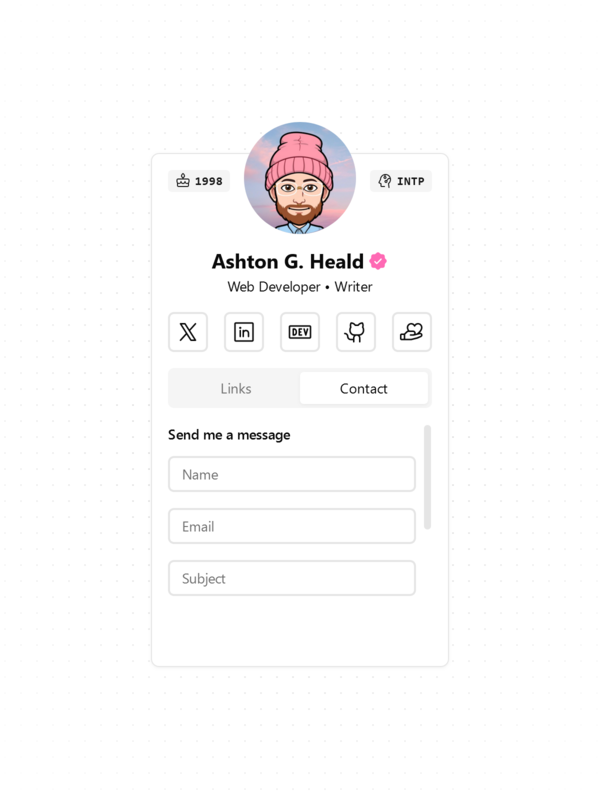 1998
INTP
Ashton G. Heald
Web Developer • Writer
in
DEV
Links
Contact
Send me a message
Name
Email
Subject